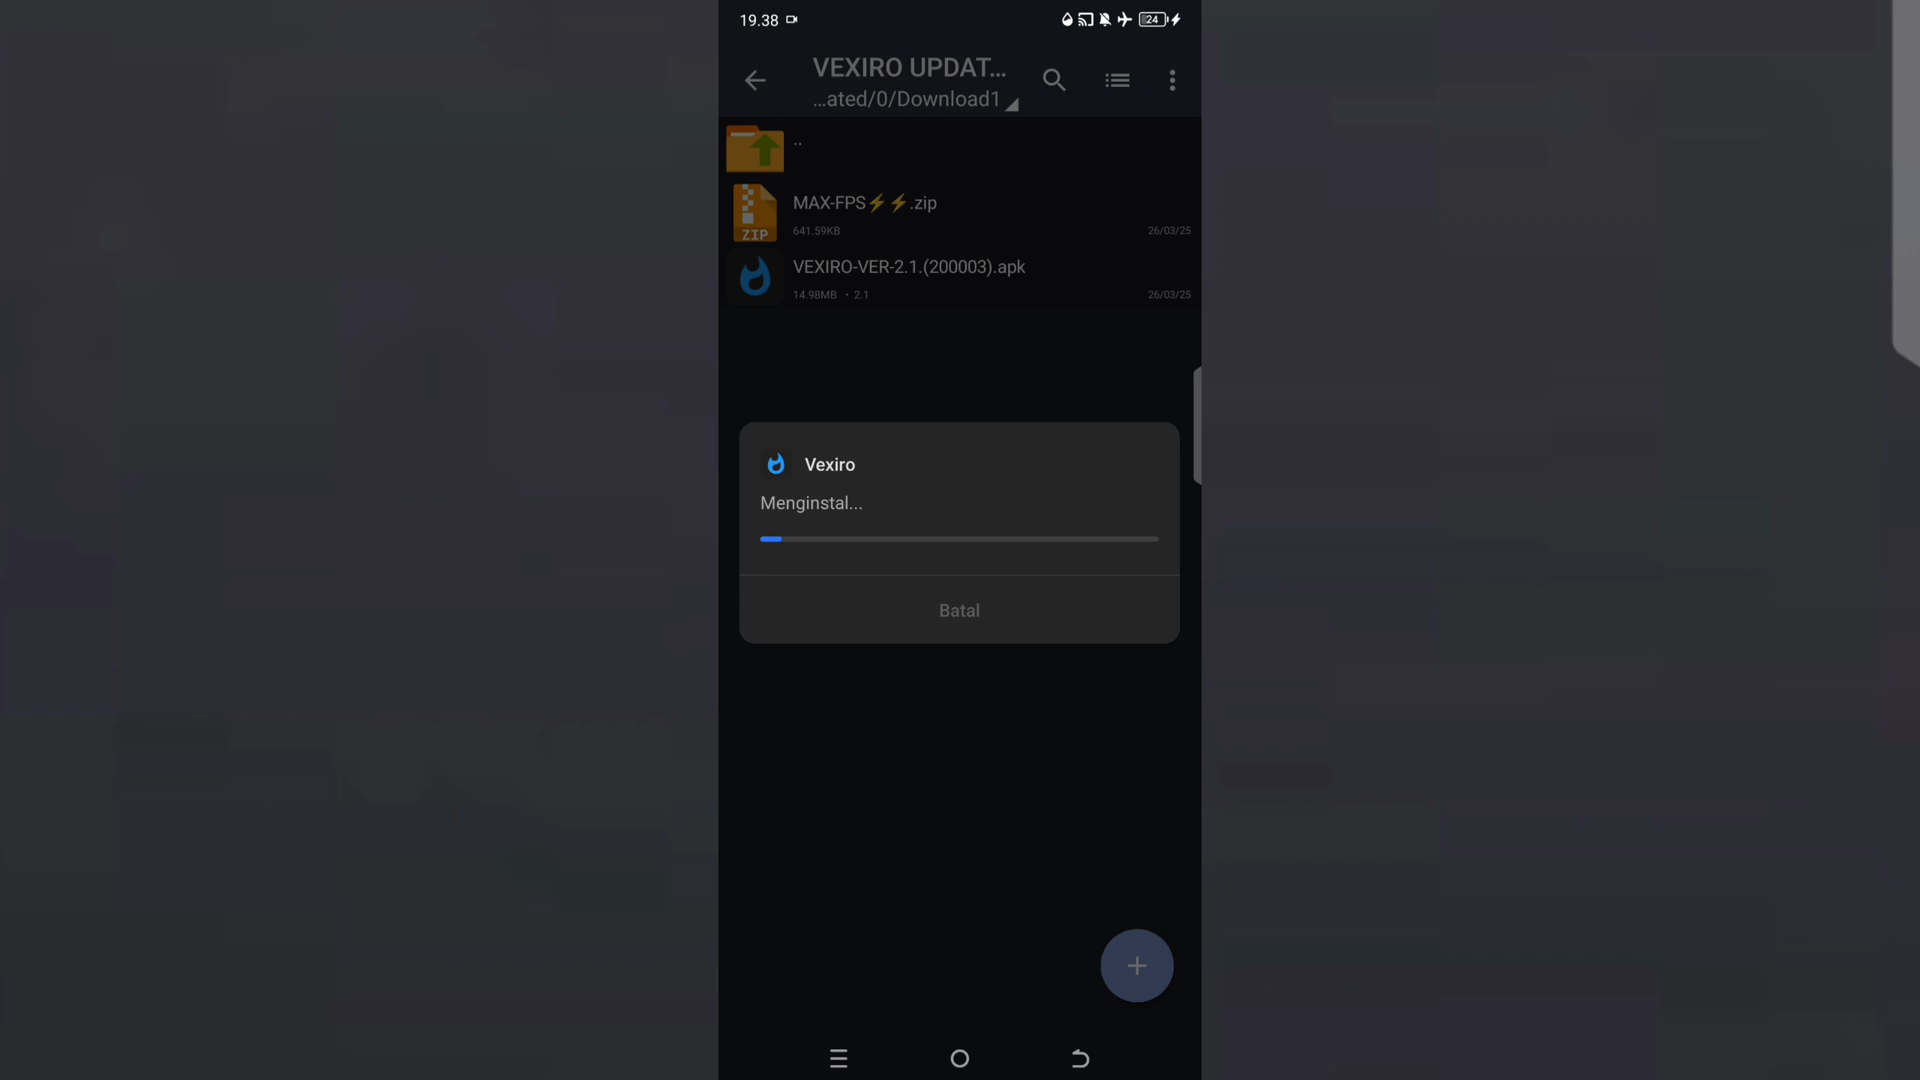 19.38
24
VEXIRO UPDAT...
...ated/0/Download1
..
MAX-FPS⚡⚡.zip
641.59KB 26/03/25
ZIP
VEXIRO-VER-2.1.(200003).apk
14.98MB • 2.1 26/03/25
Vexiro
Menginstal...
Batal